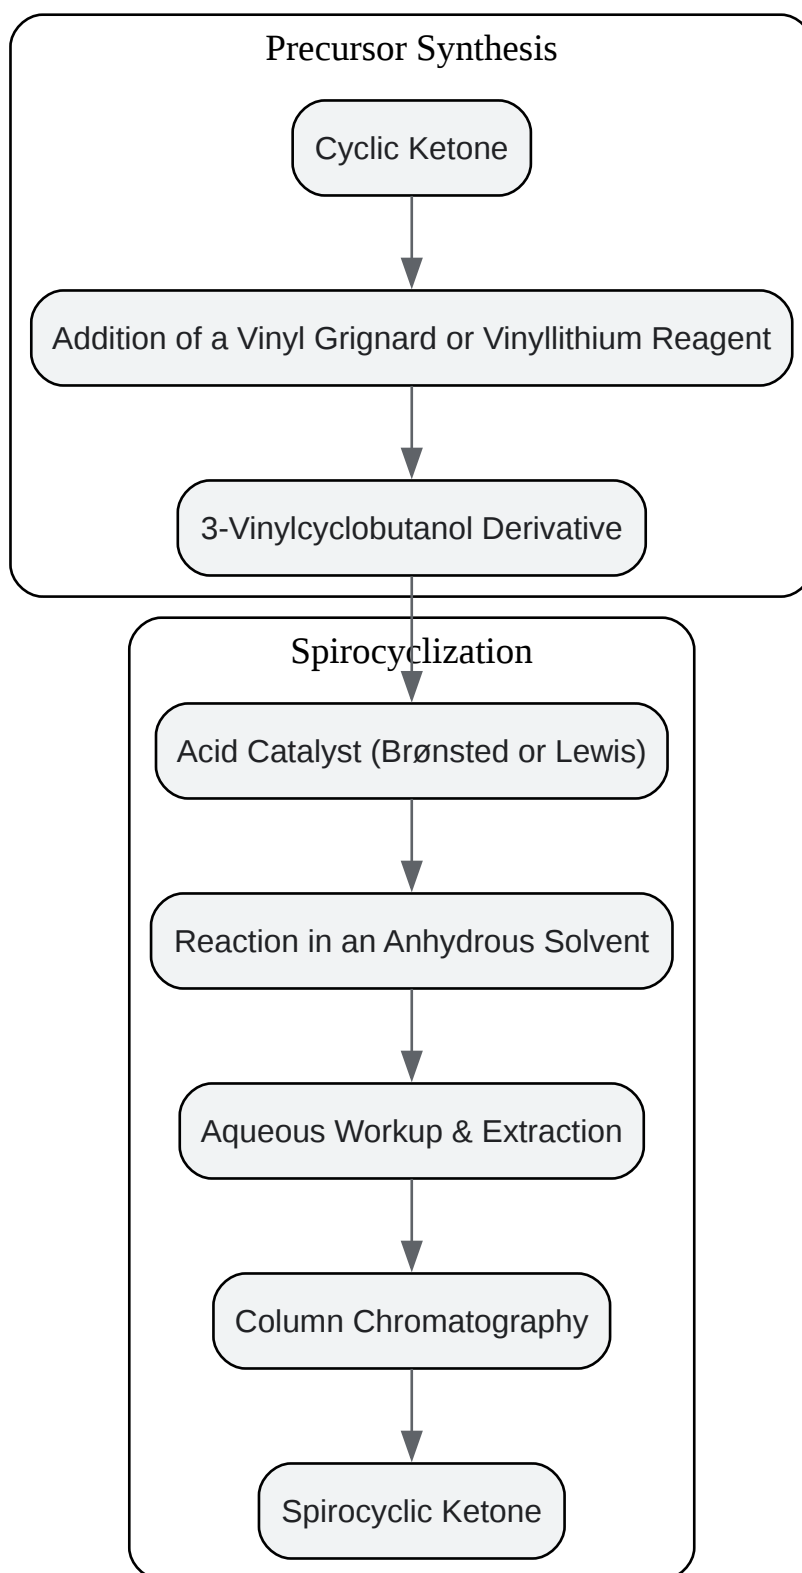 Precursor Synthesis
Cyclic Ketone
Addition of a Vinyl Grignard or Vinyllithium Reagent
3-Vinylcyclobutanol Derivative
Spirocyclization
Acid Catalyst (Brønsted or Lewis)
Reaction in an Anhydrous Solvent
Aqueous Workup & Extraction
Column Chromatography
Spirocyclic Ketone